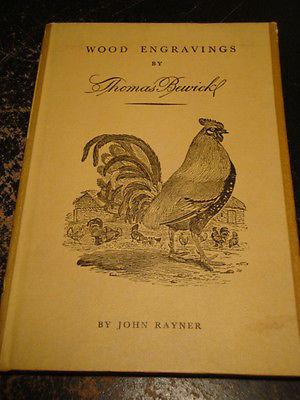 WOOD ENGRAVINGS
BY
Thomas Bewick
BY JOHN RAYNER